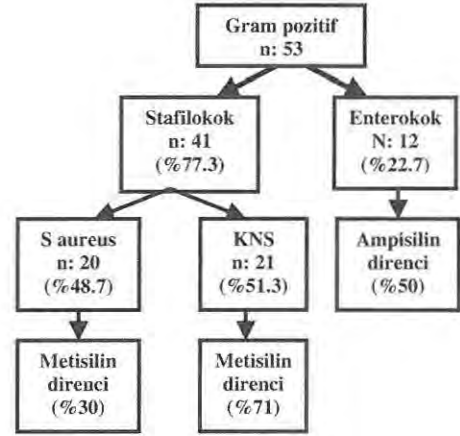 Gram pozitif
n: 53
Stafilokok
n: 41
(%77.3)
Enterokok
N: 12
(%22.7)
S aureus
n: 20
(%48.7)
KNS
n: 21
(%51.3)
Ampisilin
direnci
(%50)
Metisilin
direnci
(%30)
Metisilin
direnci
(%71)